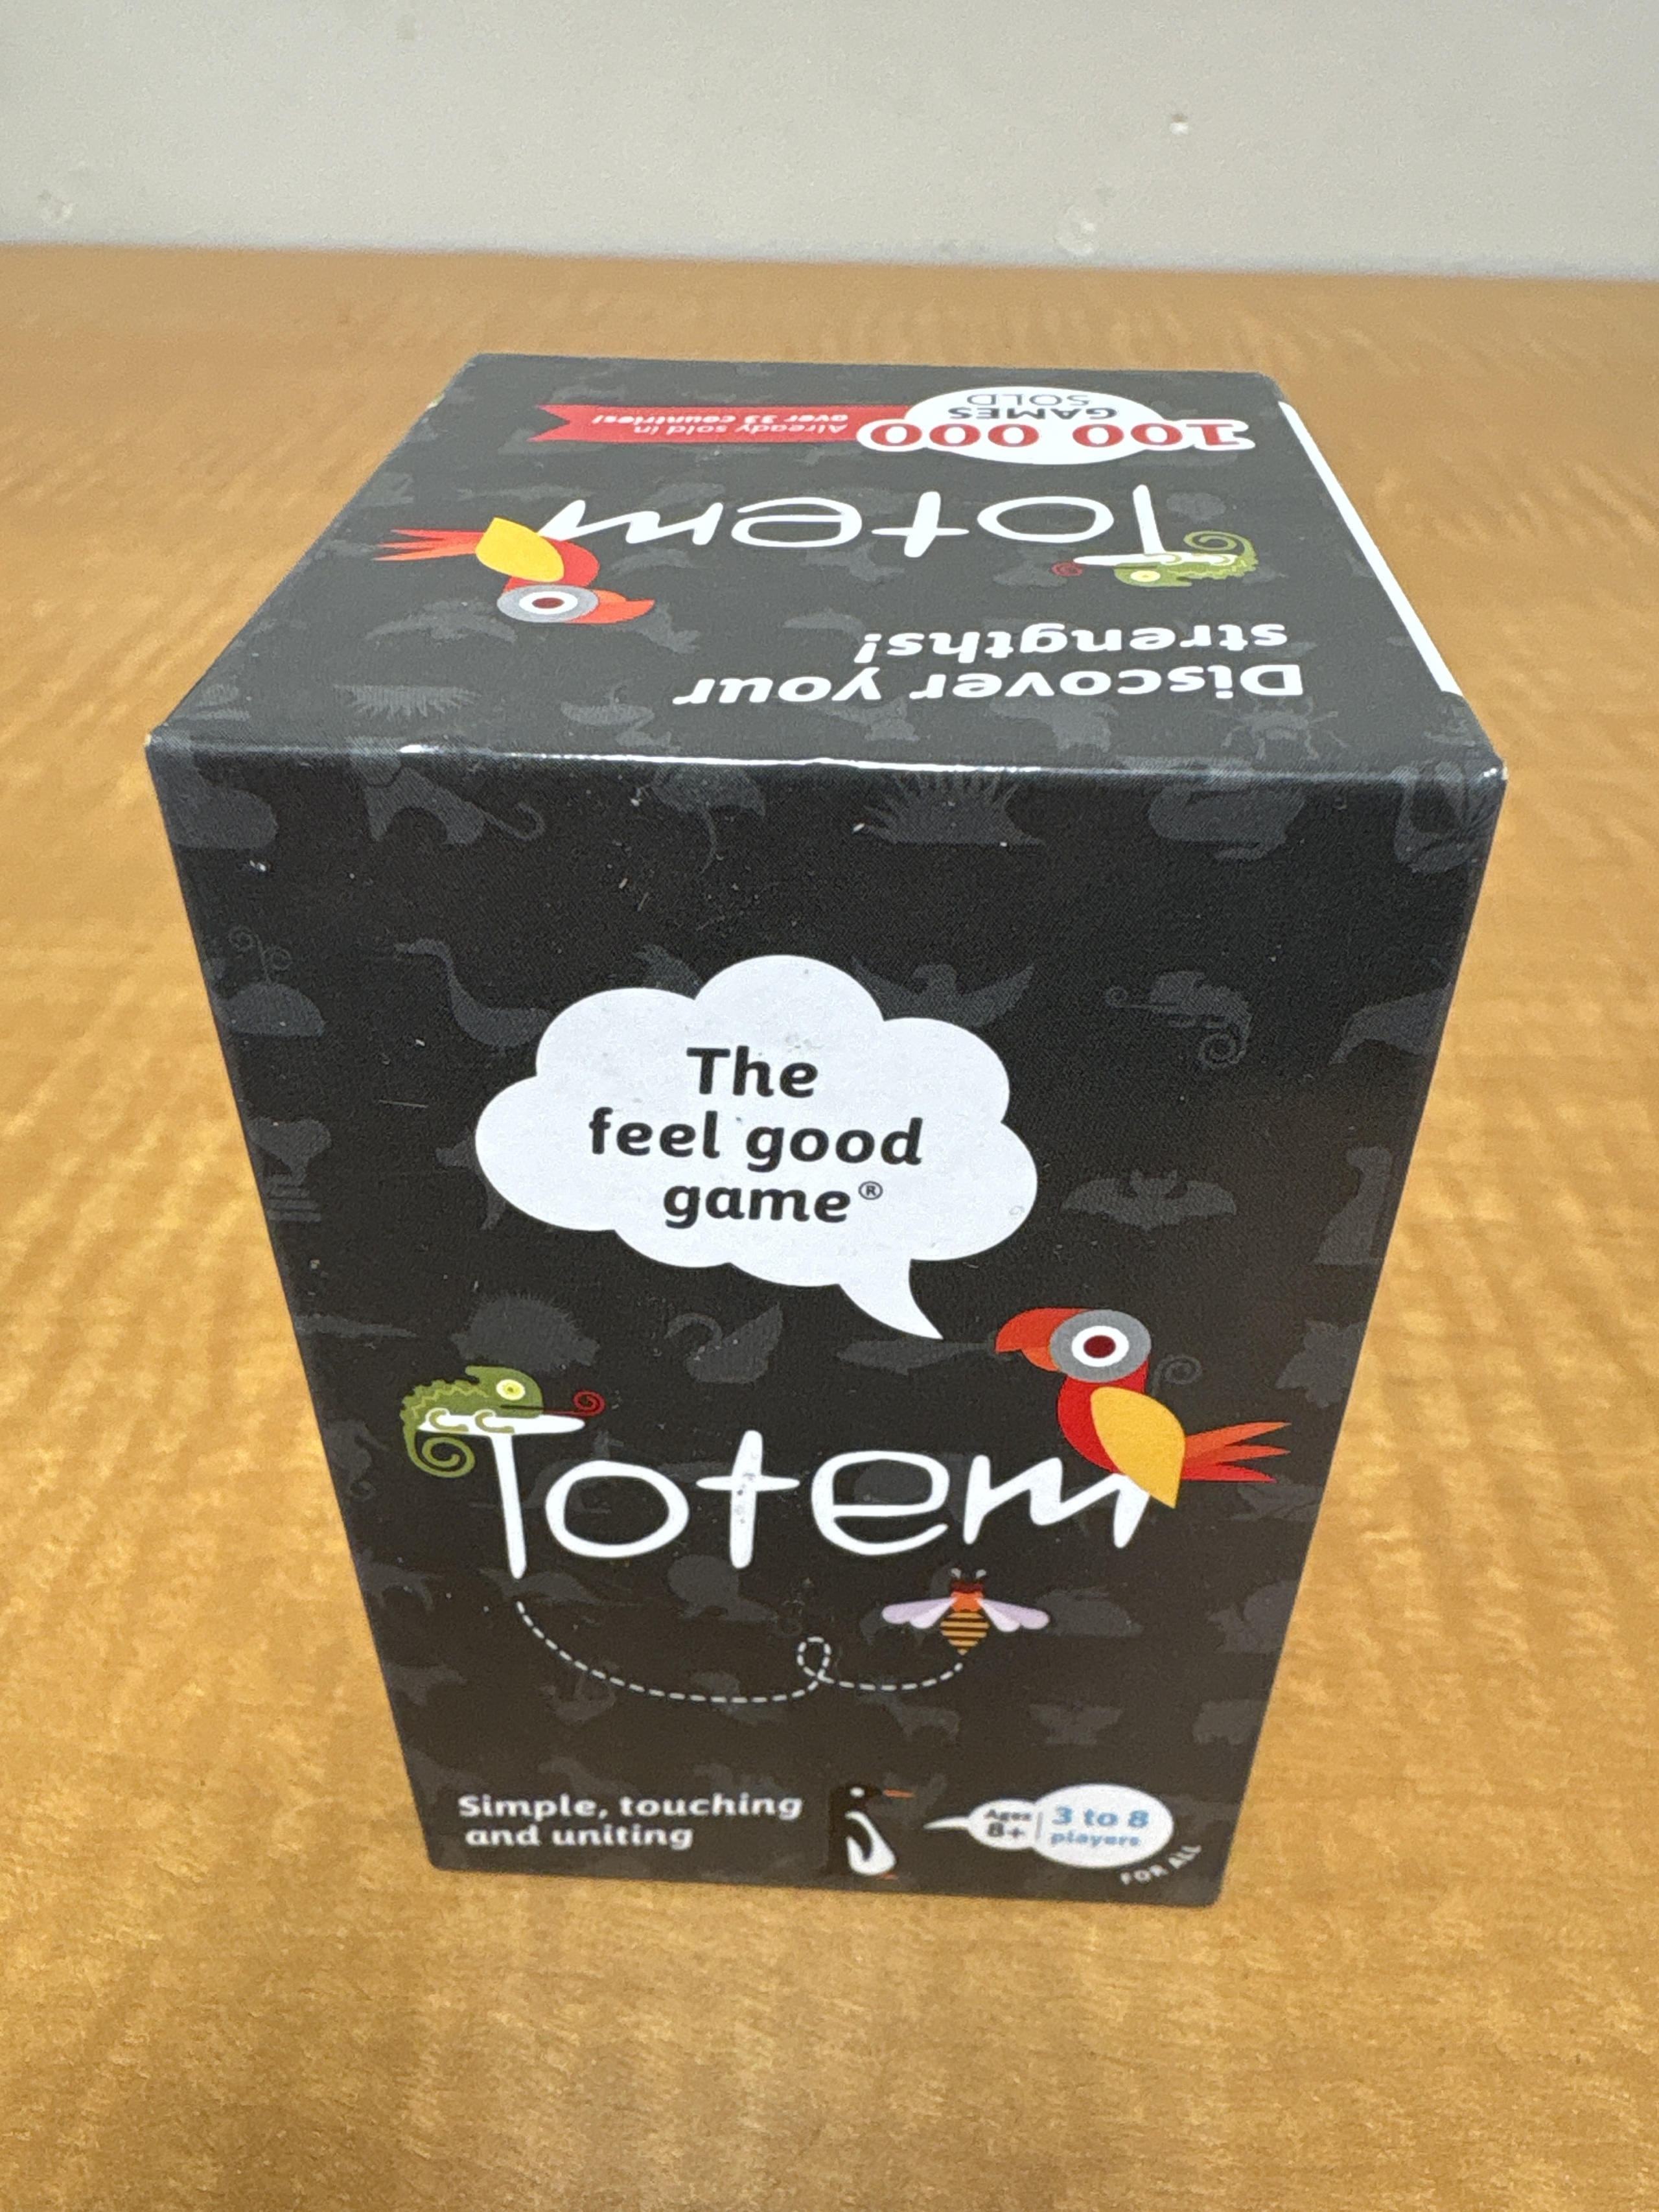 Already sold in
over 33 countries!
100 000
GAMES
SOLD
Totem
Discover your
strengths!
The
feel good
game®
Totem
Simple, touching
and uniting
Ages
8+
3 to 8
players
FOR ALL